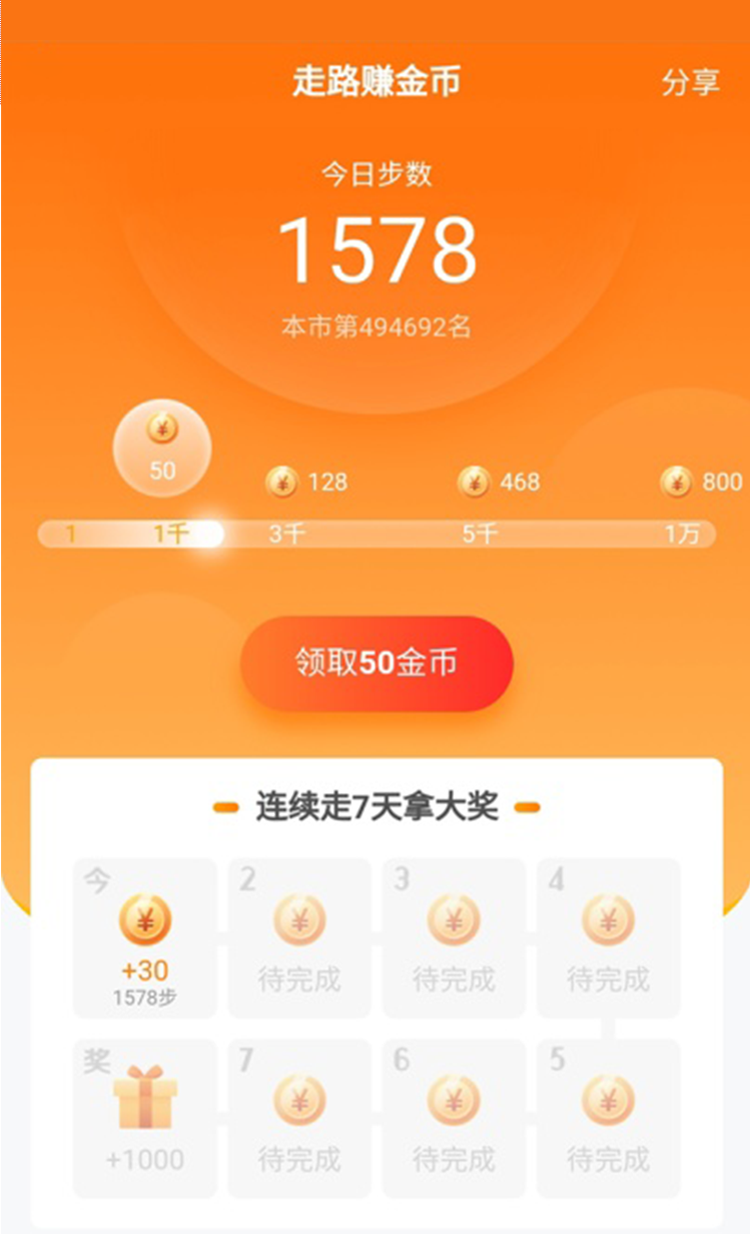 走路赚金币 分享
今日步数
1578
本市第494692名
50 128 468 800
1 1千 3千 5千 1万
领取50金币
连续走7天拿大奖
今 2 3 4
+30 待完成 待完成 待完成
1578步
奖 7 6 5
+1000 待完成 待完成 待完成